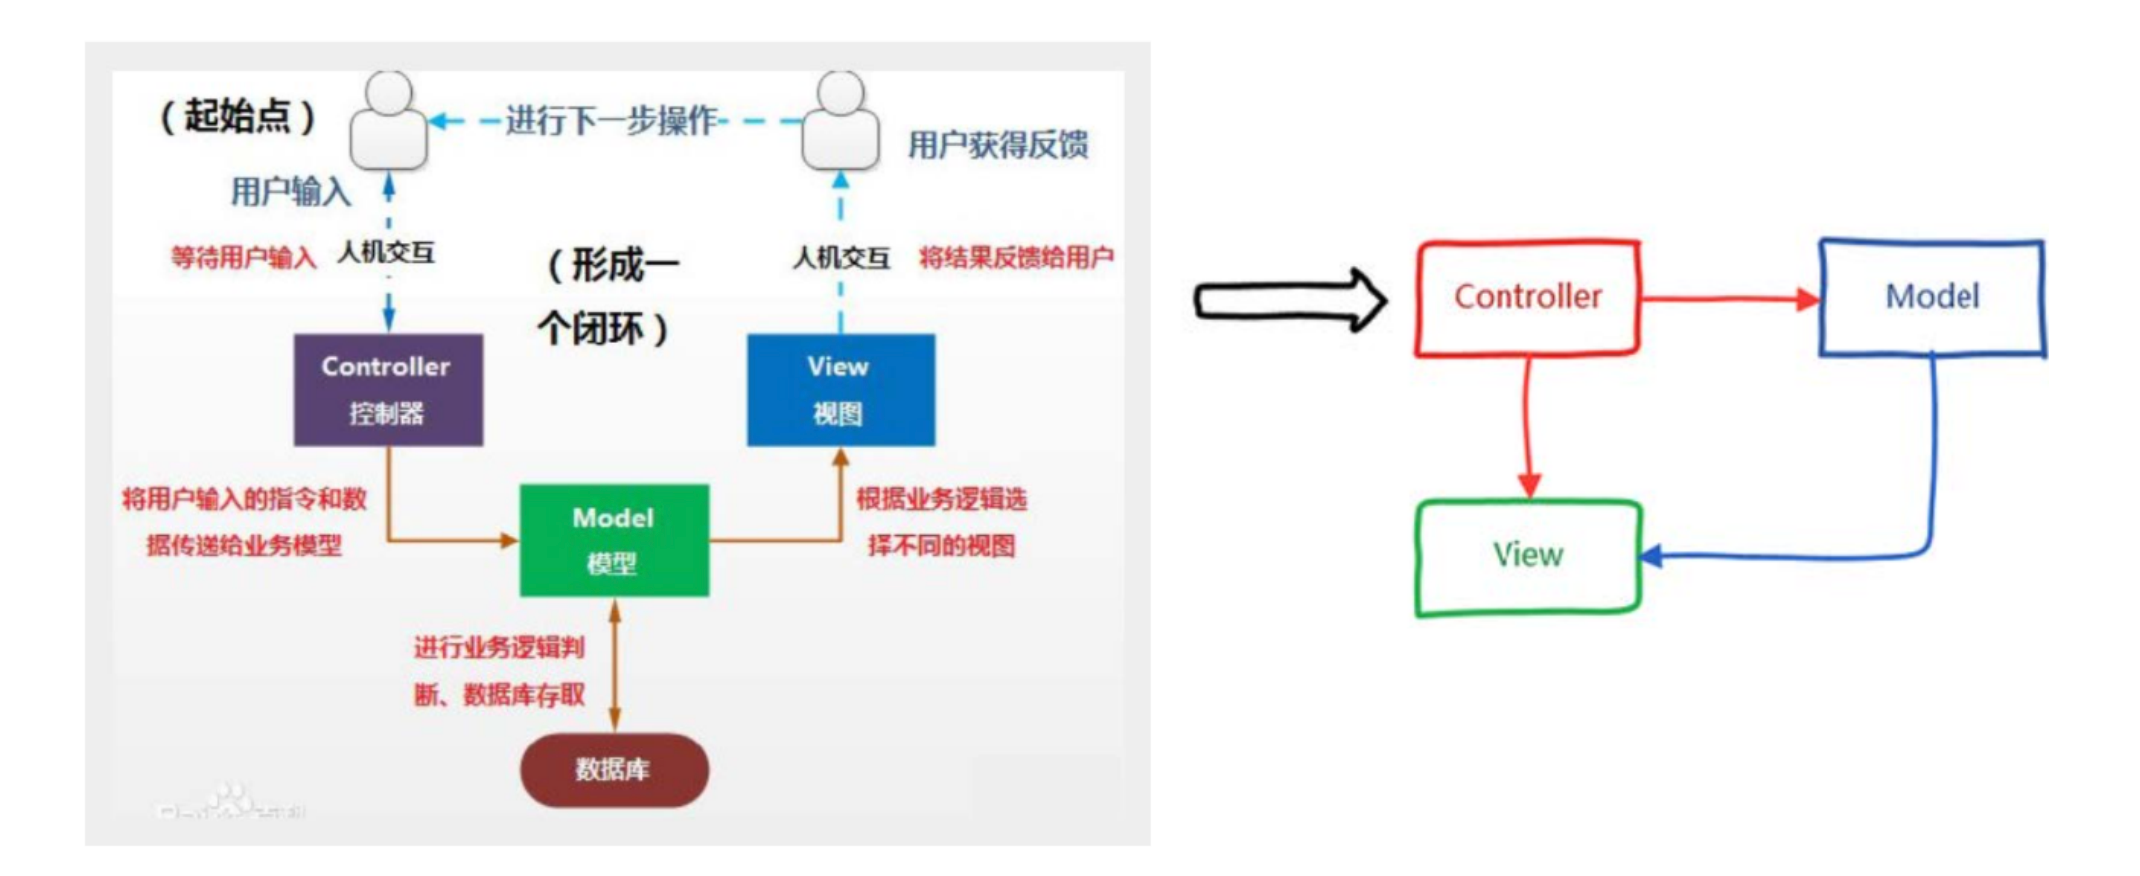 （起始点）
进行下一步操作
用户获得反馈
用户输入
等待用户输入
人机交互
（形成一
个闭环）
人机交互
将结果反馈给用户
Controller
控制器
View
视图
将用户输入的指令和数
据传送给业务模型
Model
模型
根据业务逻辑选
择不同的视图
进行业务逻辑判
断、数据库存取
数据库
Controller
Model
View